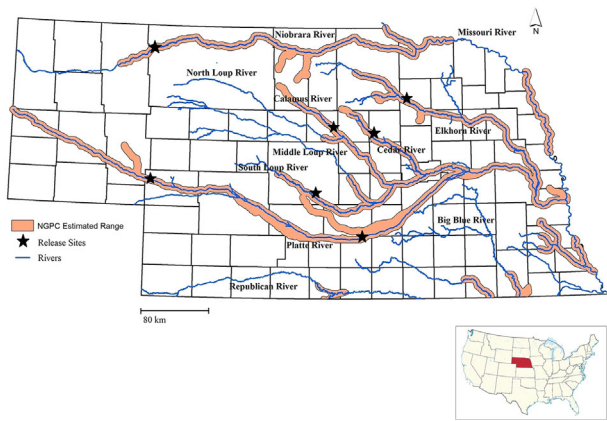 Niobrara River
Missouri River
N
North Loup River
Calamus River
Elkhorn River
Middle Loup River
Cedar River
South Loup River
Big Blue River
Platte River
Republican River
NGPC Estimated Range
Release Sites
Rivers
80 km